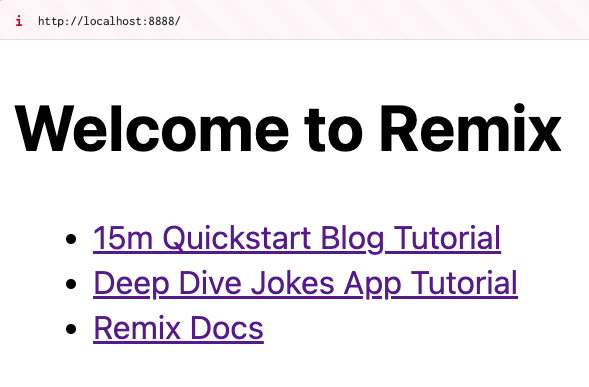 i http://localhost:8888/
Welcome to Remix
15m Quickstart Blog Tutorial
Deep Dive Jokes App Tutorial
Remix Docs